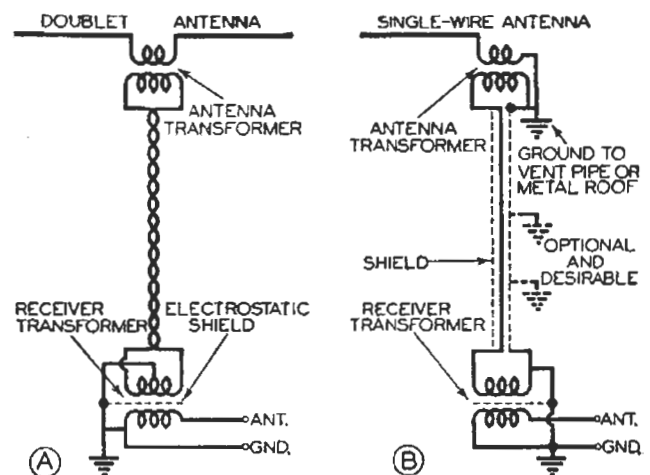 DOUBLET ANTENNA
ANTENNA
TRANSFORMER
RECEIVER
TRANSFORMER
ELECTROSTATIC
SHIELD
ANT.
GND.
A
SINGLE-WIRE ANTENNA
ANTENNA
TRANSFORMER
GROUND TO
VENT PIPE OR
METAL ROOF
OPTIONAL
AND
DESIRABLE
SHIELD
RECEIVER
TRANSFORMER
ANT.
GND.
B